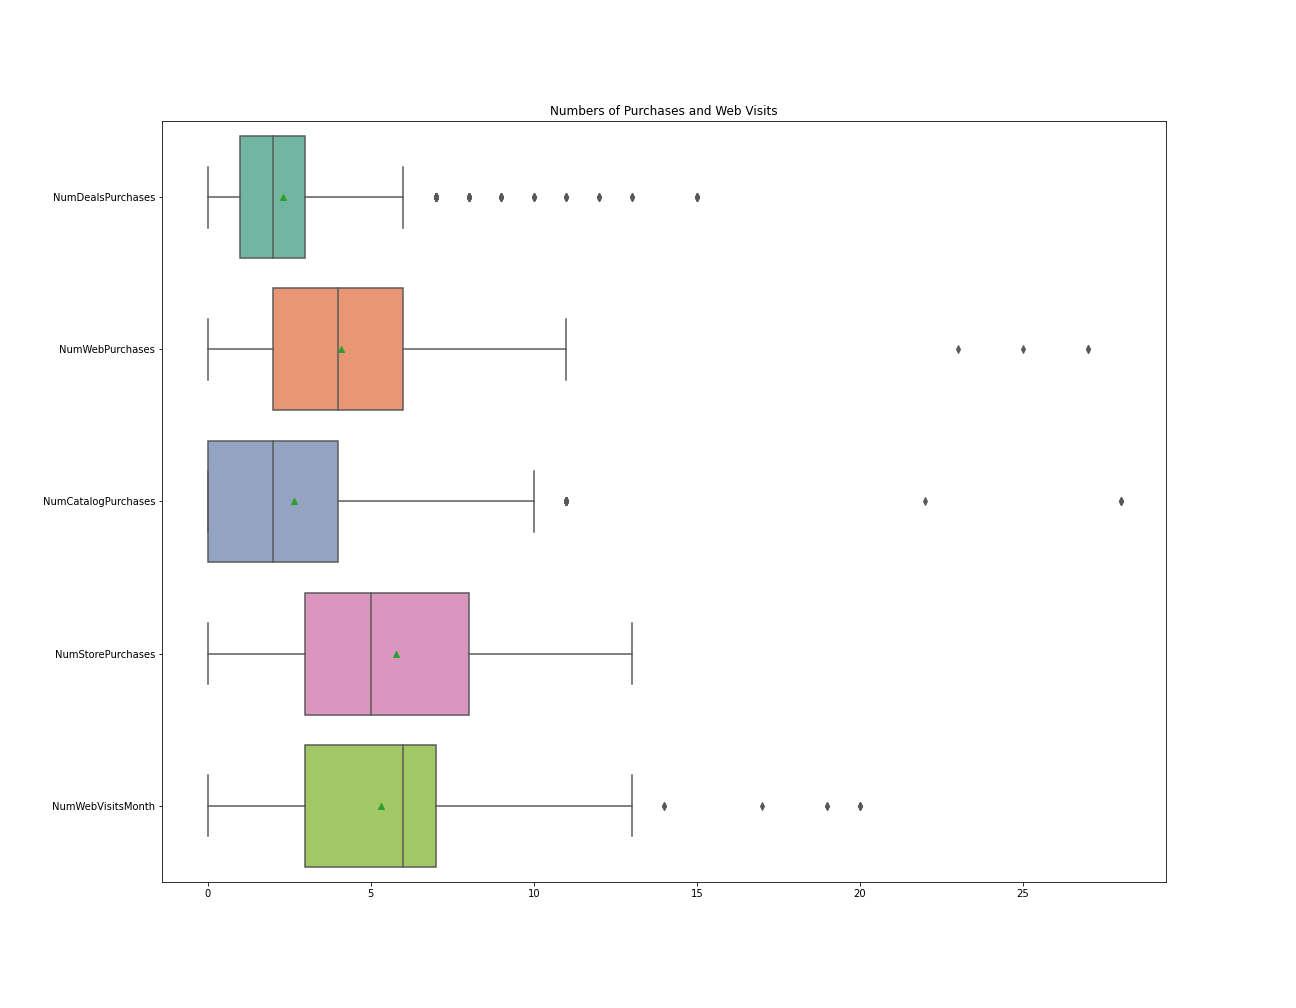 Numbers of Purchases and Web Visits
NumDealsPurchases
NumWebPurchases
NumCatalogPurchases
NumStorePurchases
NumWebVisitsMonth
0 5 10 15 20 25